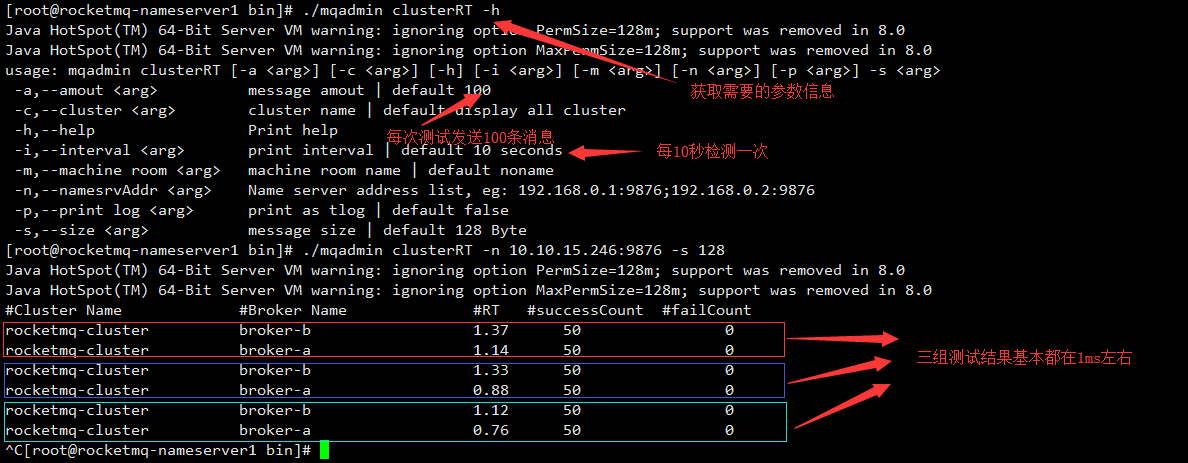 [root@rocketmq-nameserver1 bin]# ./mqadmin clusterRT -h
Java HotSpot(TM) 64-Bit Server VM warning: ignoring option PermSize=128m; support was removed in 8.0
Java HotSpot(TM) 64-Bit Server VM warning: ignoring option MaxPermSize=128m; support was removed in 8.0
usage: mqadmin clusterRT [-a <arg>] [-c <arg>] [-h] [-i <arg>] [-m <arg>] [-n <arg>] [-p <arg>] -s <arg>
-a,--amout <arg> message amout | default 100
获取需要的参数信息
-c,--cluster <arg> cluster name | default display all cluster
-h,--help Print help
每次测试发送100条消息
-i,--interval <arg> print interval | default 10 seconds
每10秒检测一次
-m,--machine room <arg> machine room name | default noname
-n,--namesrvAddr <arg> Name server address list, eg: 192.168.0.1:9876;192.168.0.2:9876
-p,--print log <arg> print as tlog | default false
-s,--size <arg> message size | default 128 Byte
[root@rocketmq-nameserver1 bin]# ./mqadmin clusterRT -n 10.10.15.246:9876 -s 128
Java HotSpot(TM) 64-Bit Server VM warning: ignoring option PermSize=128m; support was removed in 8.0
Java HotSpot(TM) 64-Bit Server VM warning: ignoring option MaxPermSize=128m; support was removed in 8.0
#Cluster Name #Broker Name #RT #successCount #failCount
rocketmq-cluster broker-b 1.37 50 0
rocketmq-cluster broker-a 1.14 50 0
三组测试结果基本都在1ms左右
rocketmq-cluster broker-b 1.33 50 0
rocketmq-cluster broker-a 0.88 50 0
rocketmq-cluster broker-b 1.12 50 0
rocketmq-cluster broker-a 0.76 50 0
^C[root@rocketmq-nameserver1 bin]#